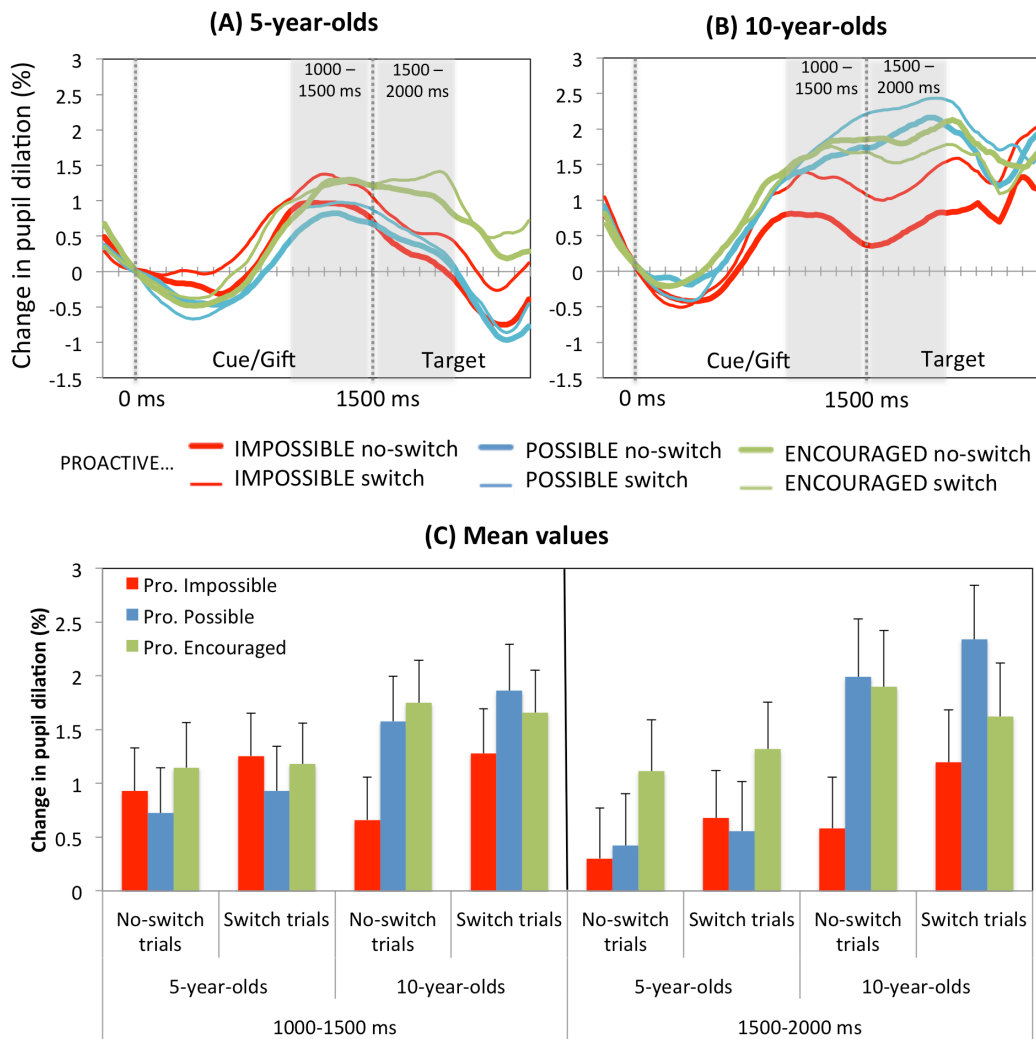 (A) 5-year-olds
(B) 10-year-olds
Change in pupil dilation (%)
3
2.5
2
1.5
1
0.5
0
-0.5
-1
-1.5
1000 –
1500 ms
1500 –
2000 ms
Cue/Gift
Target
0 ms
1500 ms
3
2.5
2
1.5
1
0.5
0
-0.5
-1
-1.5
1000 –
1500 ms
1500 –
2000 ms
Cue/Gift
Target
0 ms
1500 ms
PROACTIVE...
IMPOSSIBLE no-switch
POSSIBLE no-switch
ENCOURAGED no-switch
IMPOSSIBLE switch
POSSIBLE switch
ENCOURAGED switch
(C) Mean values
Change in pupil dilation (%)
3
2.5
2
1.5
1
0.5
0
Pro. Impossible
Pro. Possible
Pro. Encouraged
No-switch
trials
Switch trials
No-switch
trials
Switch trials
No-switch
trials
Switch trials
No-switch
trials
Switch trials
5-year-olds
10-year-olds
5-year-olds
10-year-olds
1000-1500 ms
1500-2000 ms